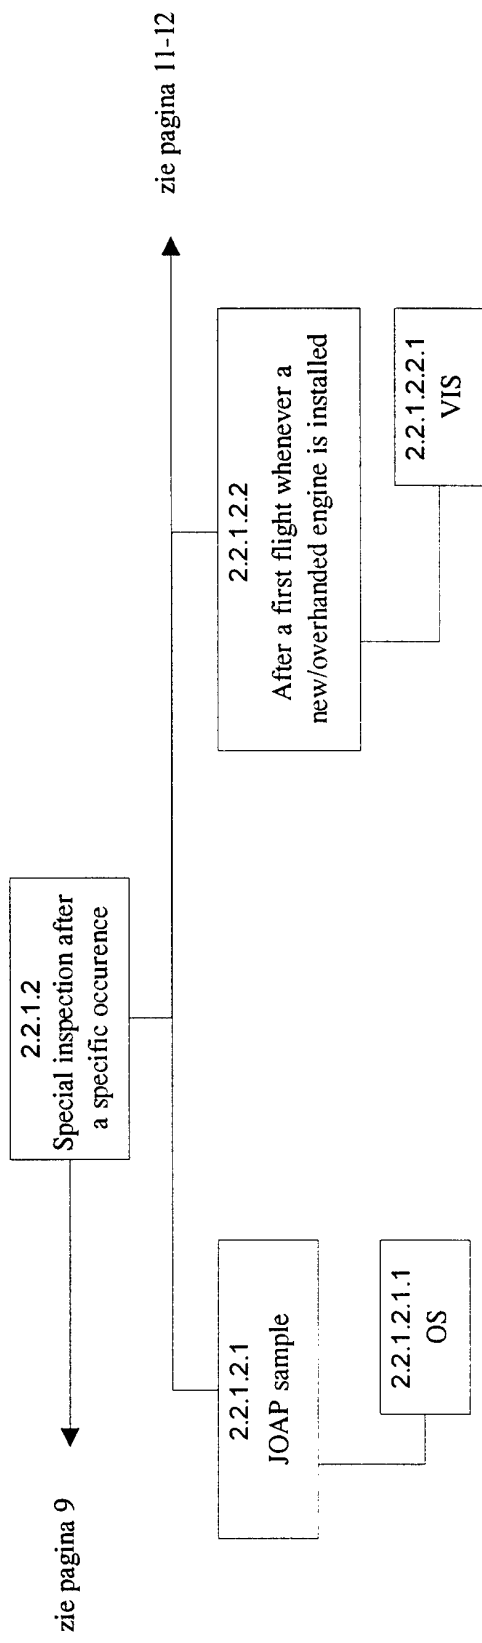 zie pagina 9
2.2.1.2
Special inspection after
a specific occurence
zie pagina 11-12
2.2.1.2.1
JOAP sample
2.2.1.2.1.1
OS
2.2.1.2.2
After a first flight whenever a
new/overhanded engine is installed
2.2.1.2.2.1
VIS